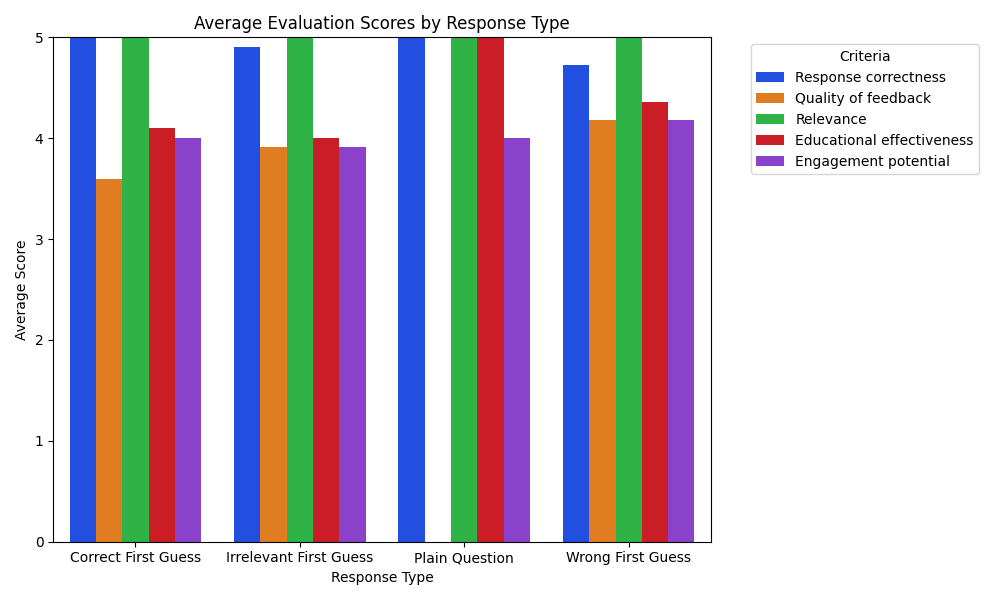 Average Evaluation Scores by Response Type
5
4
3
2
1
0
Average Score
Correct First Guess
Irrelevant First Guess
Plain Question
Wrong First Guess
Response Type
Criteria
Response correctness
Quality of feedback
Relevance
Educational effectiveness
Engagement potential